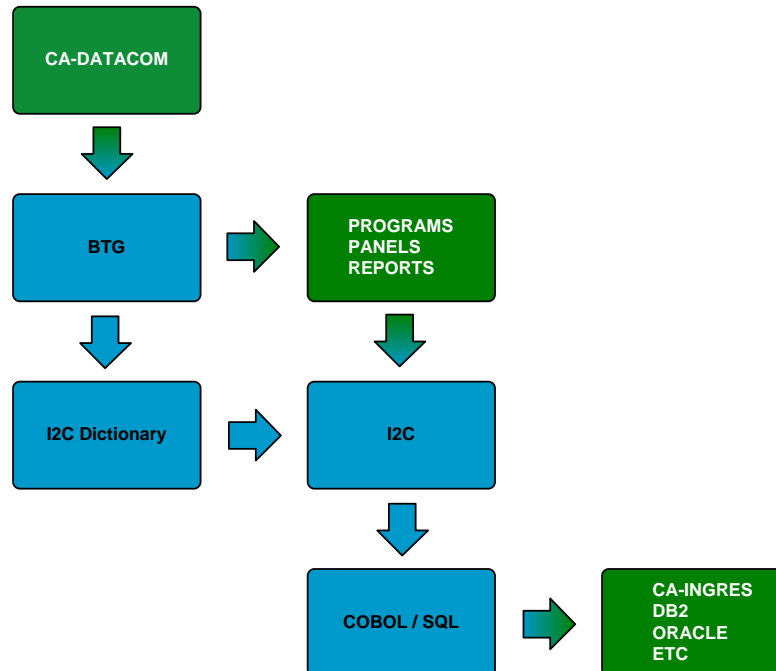 CA-DATACOM
BTG
PROGRAMS
PANELS
REPORTS
I2C Dictionary
I2C
COBOL / SQL
CA-INGRES
DB2
ORACLE
ETC